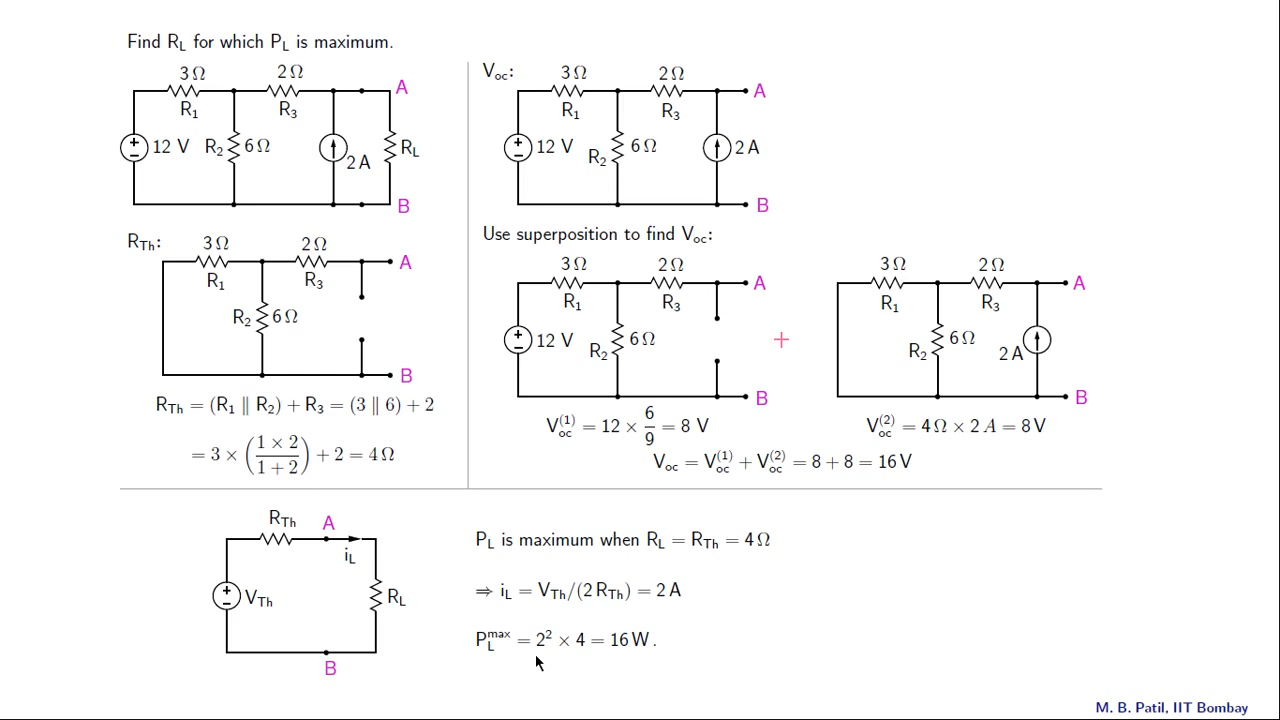 Find R_L for which P_L is maximum.
3 Ω 2 Ω A
R_1 R_3
12 V R_2 6 Ω 2 A R_L
B
R_Th:
3 Ω 2 Ω A
R_1 R_3
R_2 6 Ω
B
R_Th = (R_1 ∥ R_2) + R_3 = (3 ∥ 6) + 2
= 3 × (1 × 2 / 1 + 2) + 2 = 4 Ω
V_oc:
3 Ω 2 Ω A
R_1 R_3
12 V R_2 6 Ω 2 A
B
Use superposition to find V_oc:
3 Ω 2 Ω A
R_1 R_3
12 V R_2 6 Ω
B
+
3 Ω 2 Ω A
R_1 R_3
R_2 6 Ω 2 A
B
V_oc^(1) = 12 × 6/9 = 8 V
V_oc^(2) = 4 Ω × 2 A = 8 V
V_oc = V_oc^(1) + V_oc^(2) = 8 + 8 = 16 V
R_Th A
i_L
V_Th R_L
B
P_L is maximum when R_L = R_Th = 4 Ω
⇒ i_L = V_Th/(2 R_Th) = 2 A
P_L^max = 2^2 × 4 = 16 W .
M. B. Patil, IIT Bombay